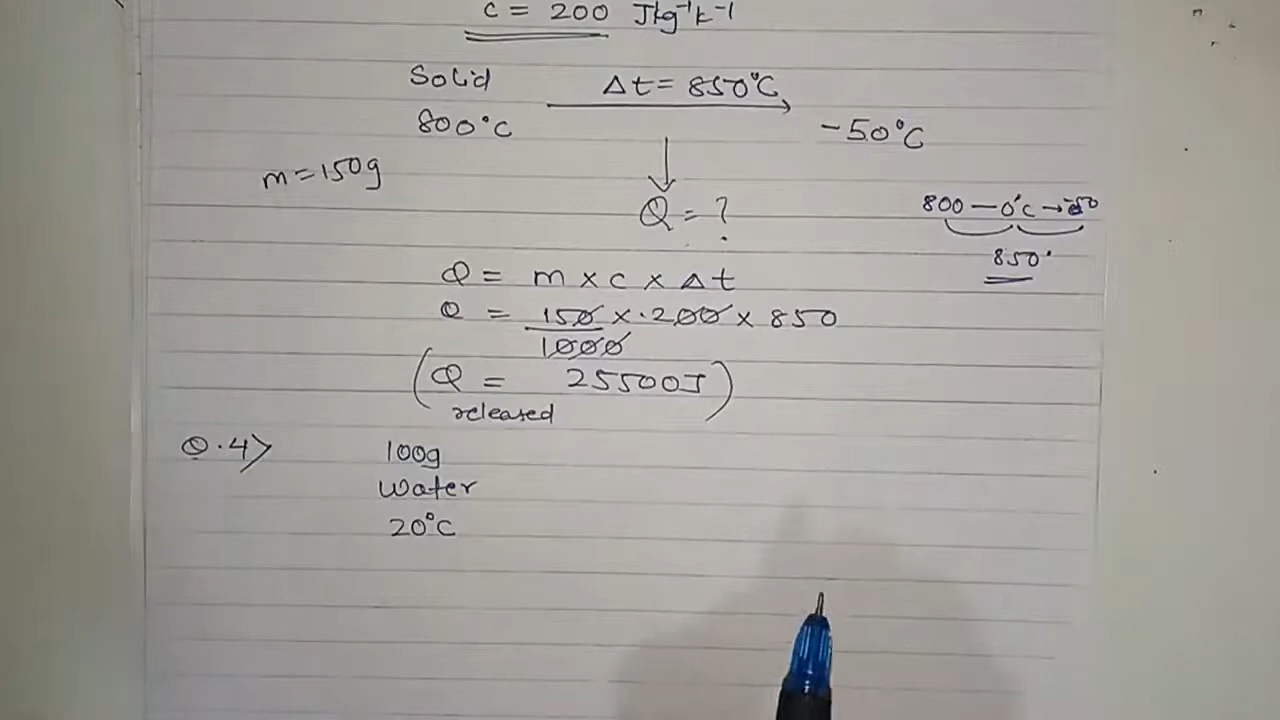 c = 200 Jkg⁻¹k⁻¹
Solid Δt = 850°C
800°C -50°C
m = 150g
Q = ?
800 — 0°C → -50
850°
Q = m × c × Δt
Q = 150 × 200 × 850
1000
(Q = 25500J)
released
Q.4> 100g
Water
20°C